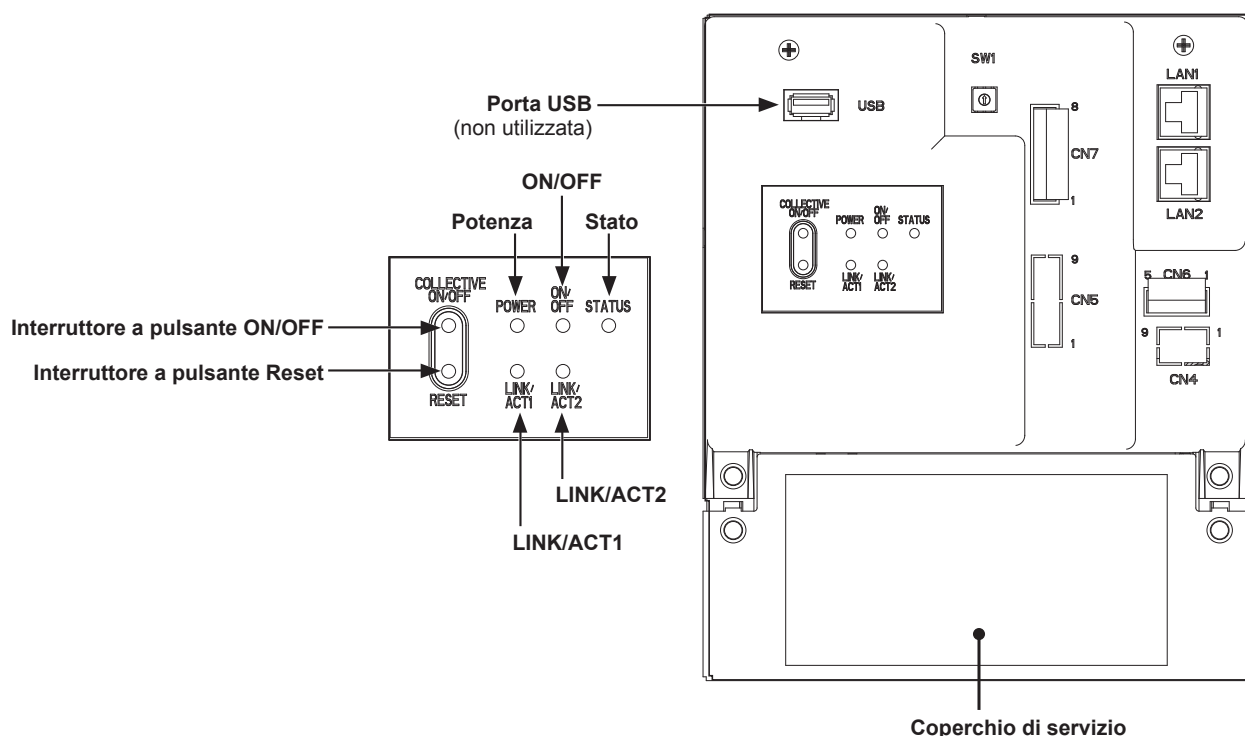 SW1
LAN1
Porta USB
(non utilizzata)
USB
8
CN7
1
LAN2
ON/OFF
Potenza
Stato
COLLECTIVE
ON/OFF
POWER
ON/
OFF
STATUS
LINK/
ACT1
LINK/
ACT2
RESET
COLLECTIVE
ON/OFF
POWER
ON/
OFF
STATUS
RESET
LINK/
ACT1
LINK/
ACT2
9
CN5
1
5 CN6 1
9 1
CN4
Interruttore a pulsante ON/OFF
Interruttore a pulsante Reset
LINK/ACT2
LINK/ACT1
Coperchio di servizio